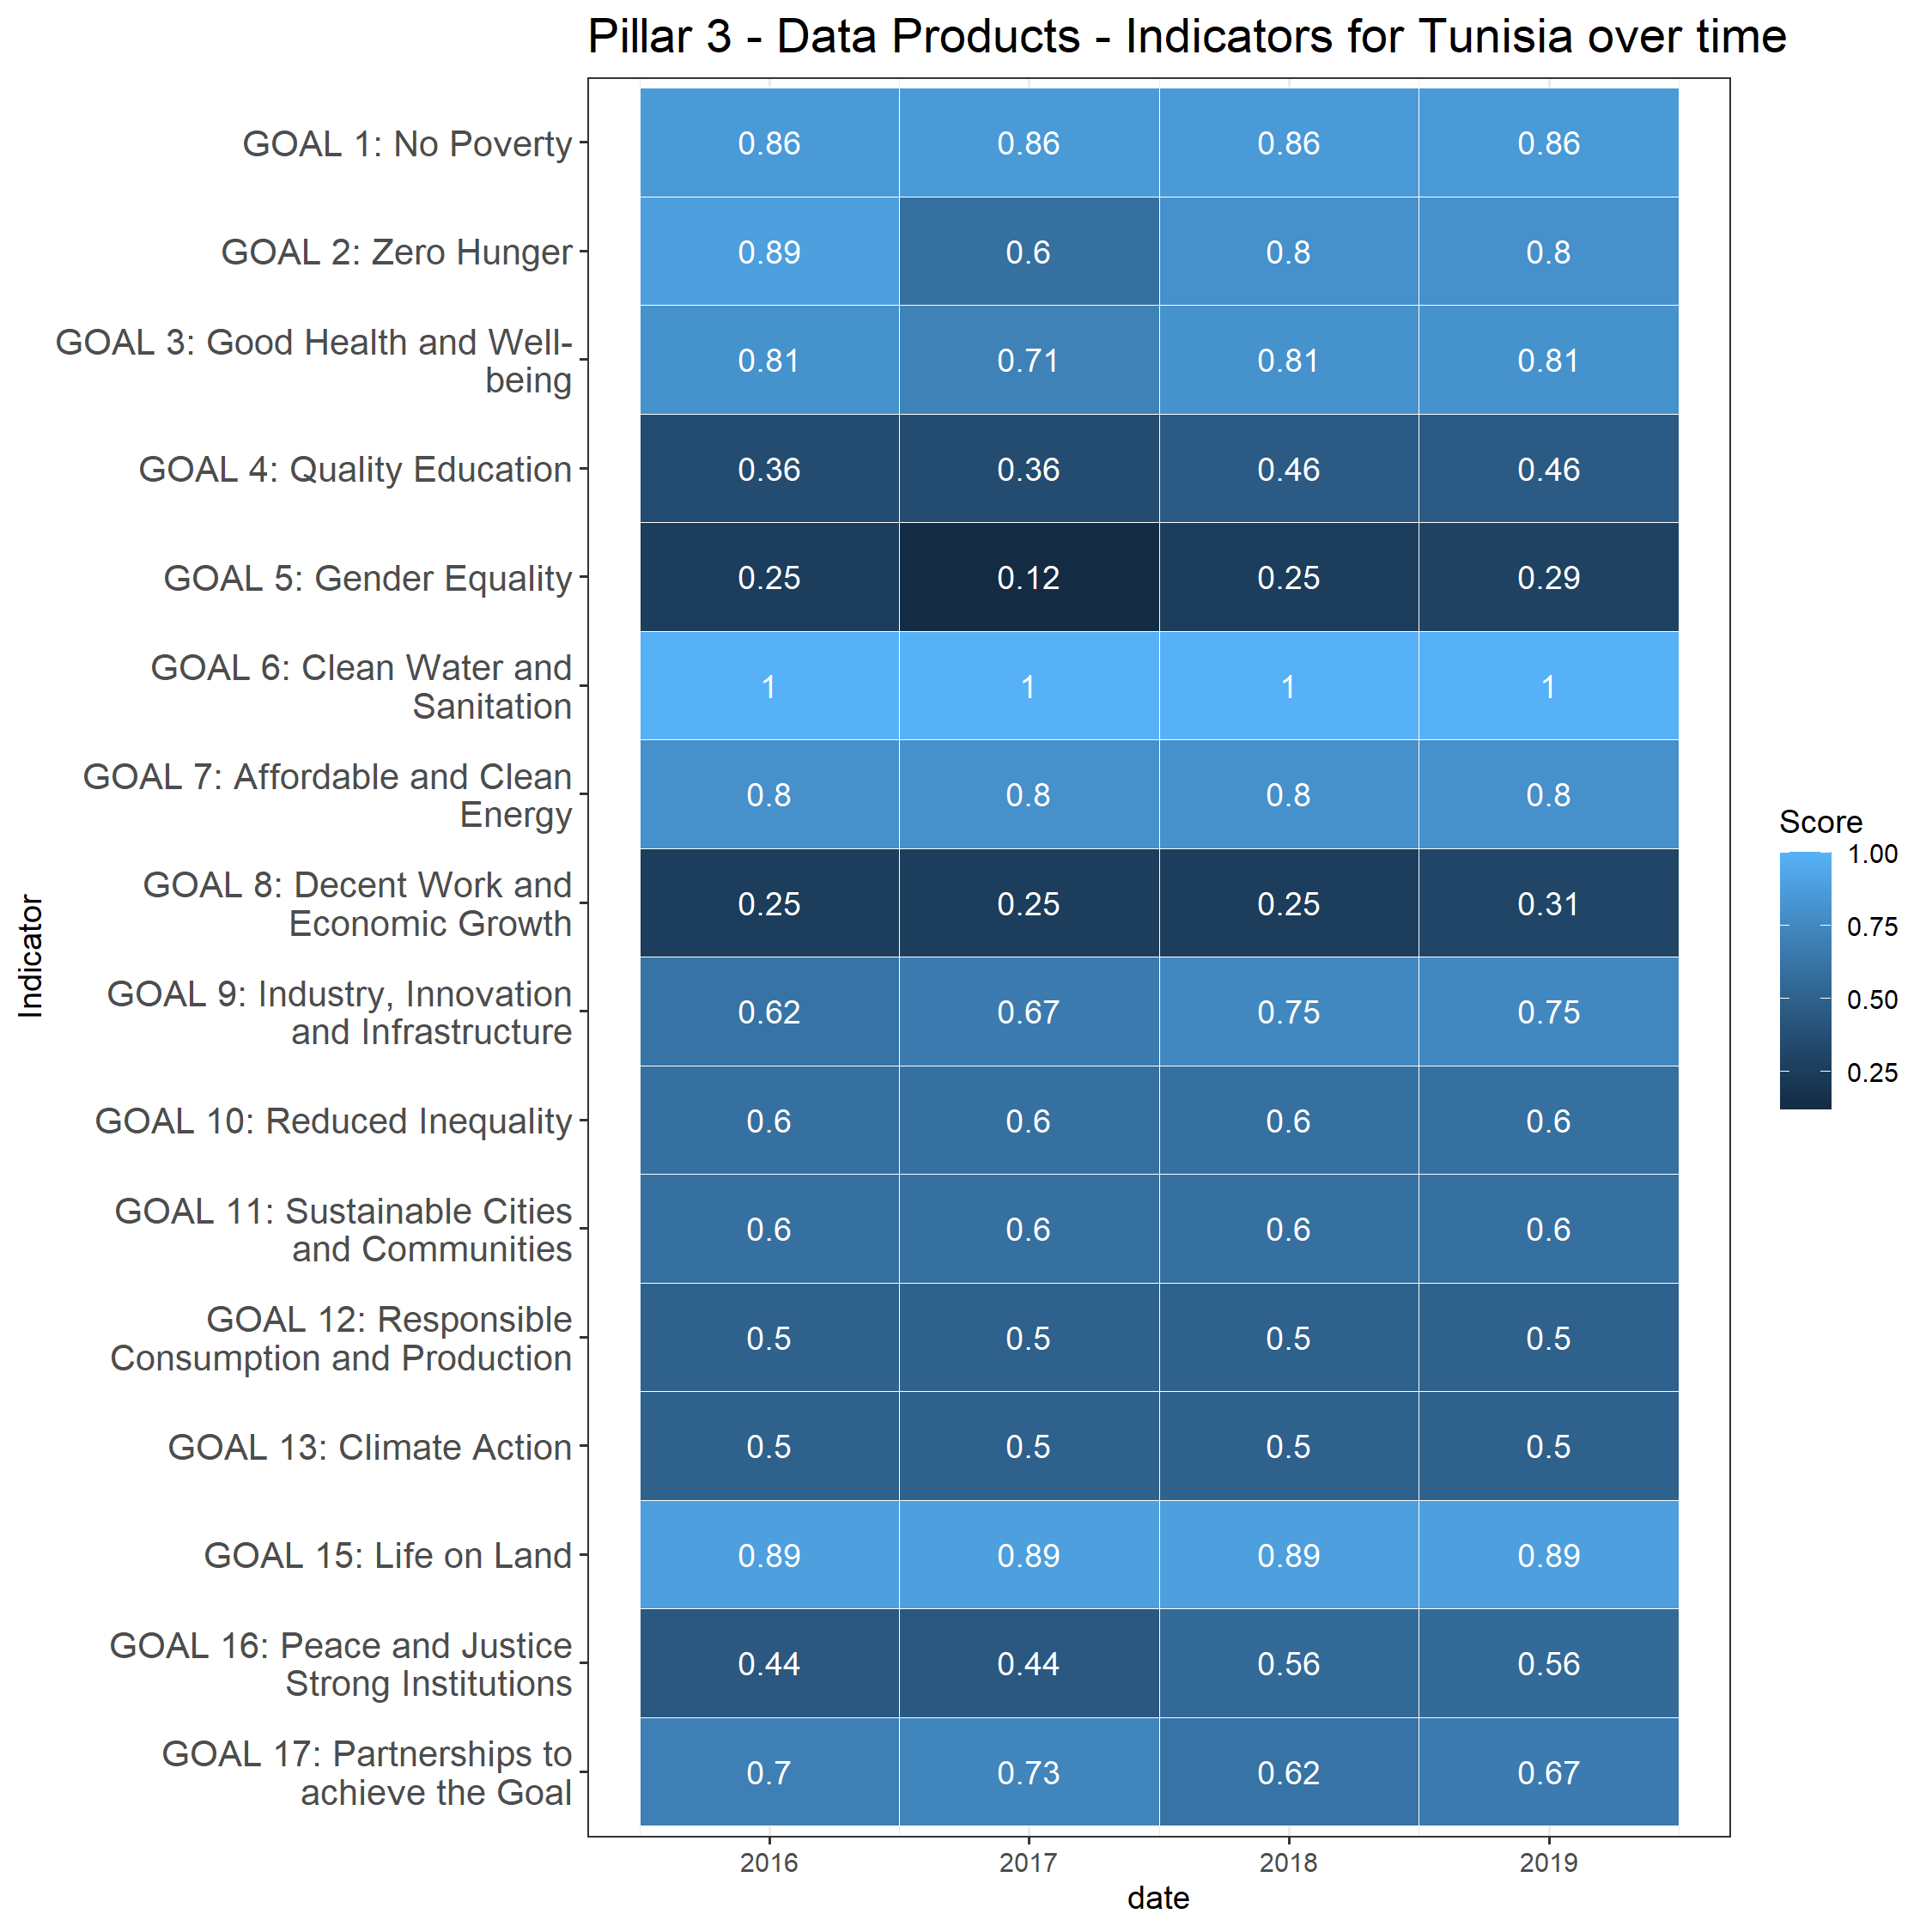 Pillar 3 - Data Products - Indicators for Tunisia over time
GOAL 1: No Poverty
0.86 0.86 0.86 0.86
GOAL 2: Zero Hunger
0.89 0.6 0.8 0.8
GOAL 3: Good Health and Well-
being
0.81 0.71 0.81 0.81
GOAL 4: Quality Education
0.36 0.36 0.46 0.46
GOAL 5: Gender Equality
0.25 0.12 0.25 0.29
GOAL 6: Clean Water and
Sanitation
1 1 1 1
GOAL 7: Affordable and Clean
Energy
0.8 0.8 0.8 0.8
GOAL 8: Decent Work and
Economic Growth
0.25 0.25 0.25 0.31
GOAL 9: Industry, Innovation
and Infrastructure
0.62 0.67 0.75 0.75
GOAL 10: Reduced Inequality
0.6 0.6 0.6 0.6
GOAL 11: Sustainable Cities
and Communities
0.6 0.6 0.6 0.6
GOAL 12: Responsible
Consumption and Production
0.5 0.5 0.5 0.5
GOAL 13: Climate Action
0.5 0.5 0.5 0.5
GOAL 15: Life on Land
0.89 0.89 0.89 0.89
GOAL 16: Peace and Justice
Strong Institutions
0.44 0.44 0.56 0.56
GOAL 17: Partnerships to
achieve the Goal
0.7 0.73 0.62 0.67
2016 2017 2018 2019
date
Indicator
Score
1.00
0.75
0.50
0.25